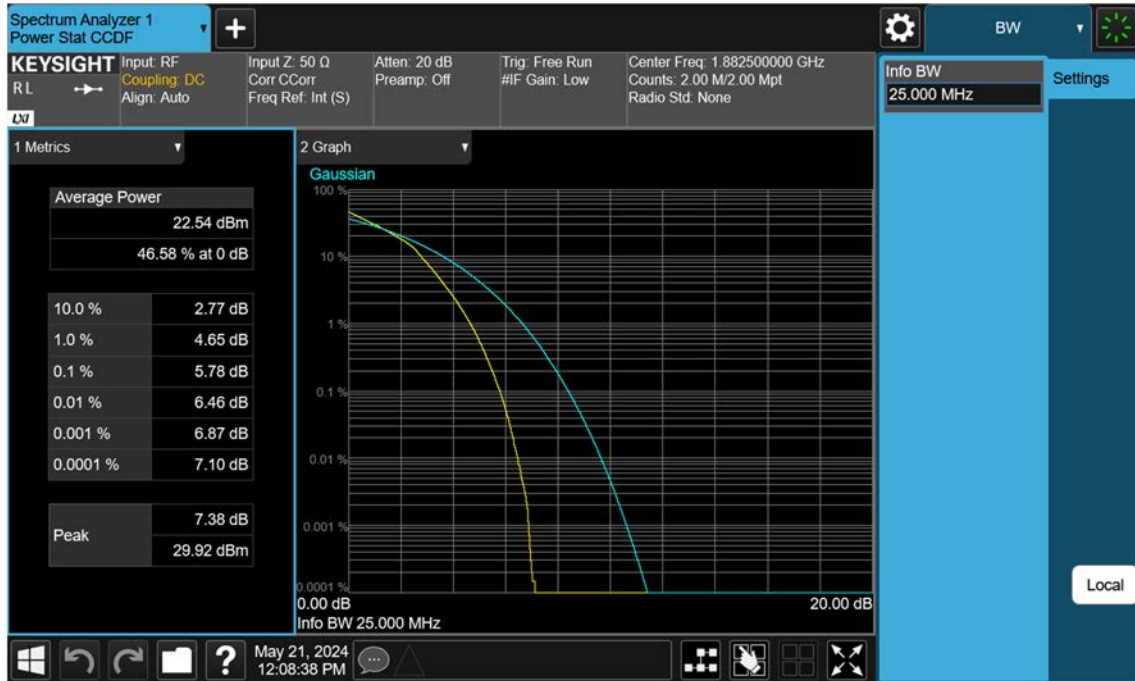 Spectrum Analyzer 1
Power Stat CCDF
+
BW
KEYSIGHT
R L
LXI
Input: RF
Coupling: DC
Align: Auto
Input Z: 50 Ω
Corr CCorr
Freq Ref: Int (S)
Atten: 20 dB
Preamp: Off
Trig: Free Run
#IF Gain: Low
Center Freq: 1.882500000 GHz
Counts: 2.00 M/2.00 Mpt
Radio Std: None
Info BW
25.000 MHz
Settings
1 Metrics
Average Power
22.54 dBm
46.58 % at 0 dB
10.0 % 2.77 dB
1.0 % 4.65 dB
0.1 % 5.78 dB
0.01 % 6.46 dB
0.001 % 6.87 dB
0.0001 % 7.10 dB
Peak
7.38 dB
29.92 dBm
2 Graph
Gaussian
100 %
10 %
1 %
0.1 %
0.01 %
0.001 %
0.0001 %
0.00 dB 20.00 dB
Info BW 25.000 MHz
Local
?
May 21, 2024
12:08:38 PM